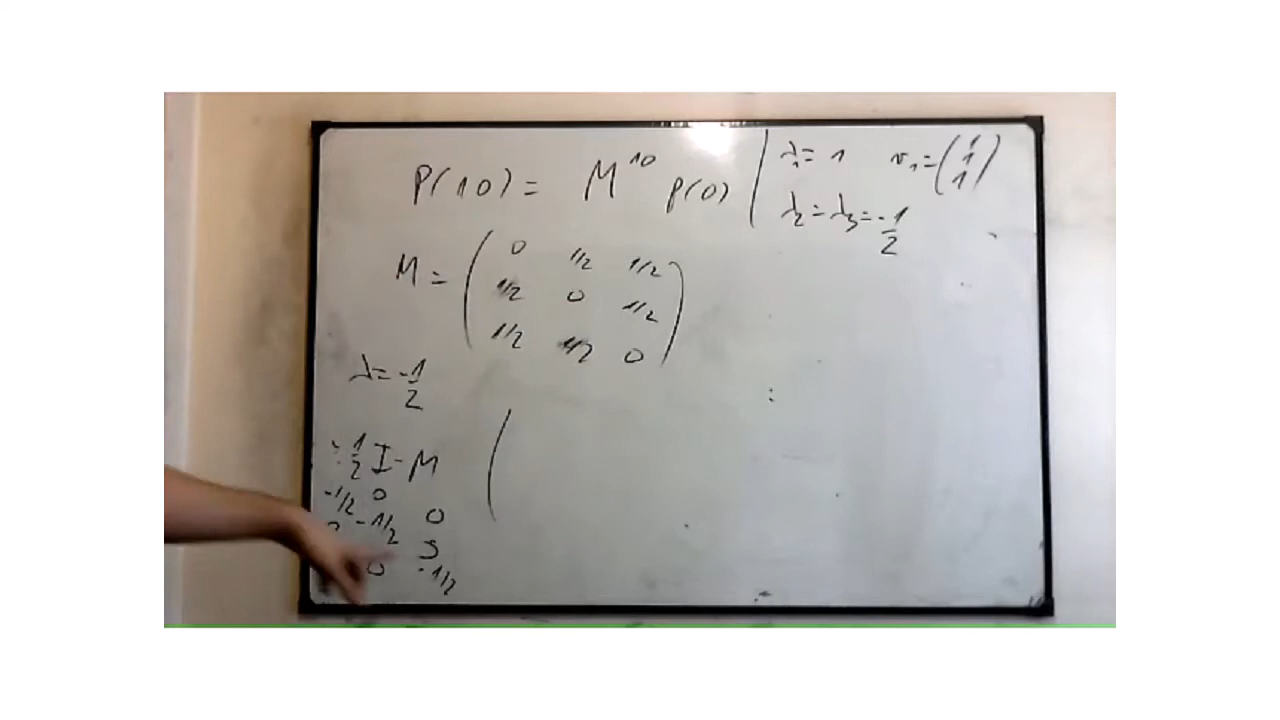 P(10) = M^10 p(0)
λ₁ = 1 v₁ = (1 1 1)
λ₂ = λ₃ = -1/2
M =
0 1/2 1/2
1/2 0 1/2
1/2 1/2 0
λ = -1/2
-1/2 I - M (
-1/2 0 0
-1/2
0 -1/2